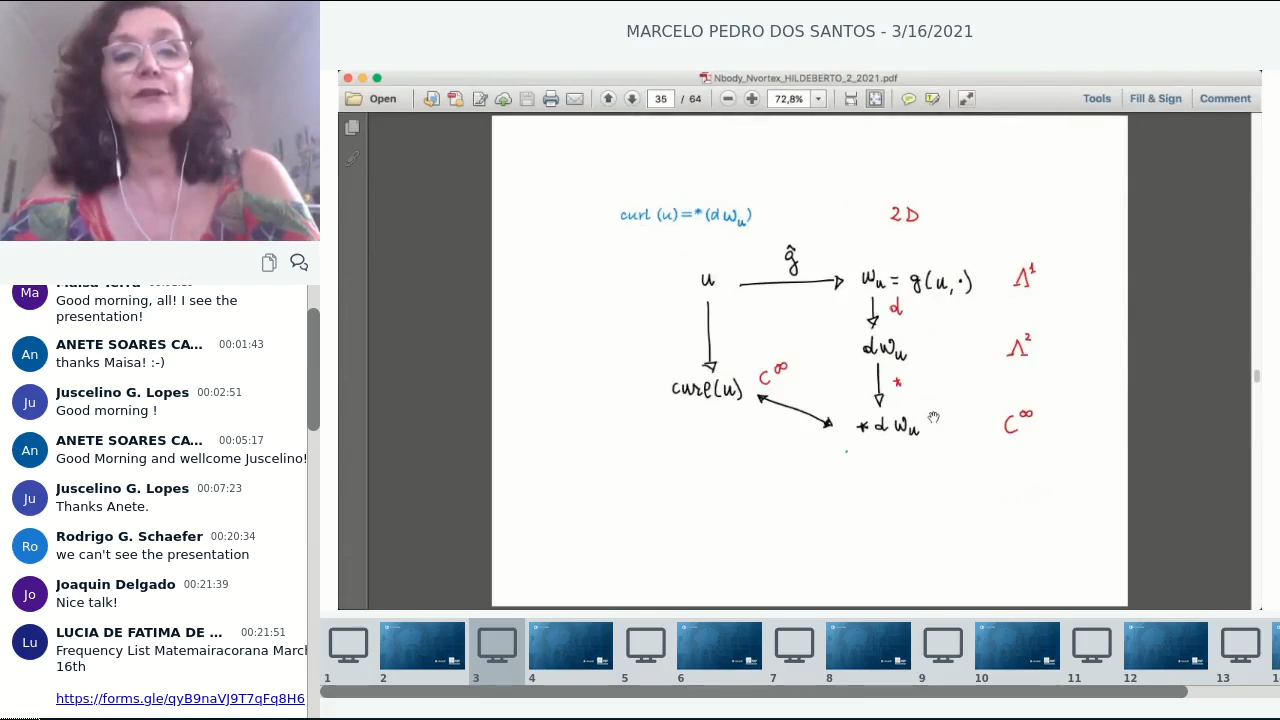 MARCELO PEDRO DOS SANTOS - 3/16/2021
Nbody_Nvortex_HILDEBERTO_2_2021.pdf
Open 35 / 64 72,8% Tools Fill & Sign Comment
curl (u)=*(dωu) 2D
ĝ
u ωu = g(u,·) Λ¹
d
dωu Λ²
curl(u) C∞ *
*dωu C∞
Ma
Good morning, all! I see the
presentation!
An ANETE SOARES CA... 00:01:43
thanks Maisa! :-)
Ju Juscelino G. Lopes 00:02:51
Good morning !
An ANETE SOARES CA... 00:05:17
Good Morning and wellcome Juscelino!
Ju Juscelino G. Lopes 00:07:23
Thanks Anete.
Ro Rodrigo G. Schaefer 00:20:34
we can't see the presentation
Jo Joaquin Delgado 00:21:39
Nice talk!
Lu LUCIA DE FATIMA DE ... 00:21:51
Frequency List Matemairacorana March
16th
https://forms.gle/qyB9naVJ9T7qFq8H6
1 2 3 4 5 6 7 8 9 10 11 12 13